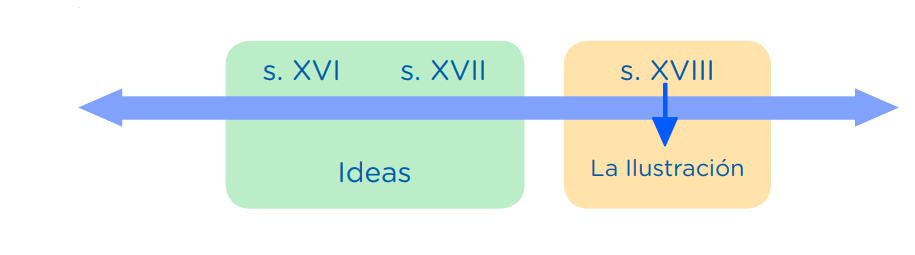 s. XVI
s. XVII
s. XVIII
Ideas
La Ilustración